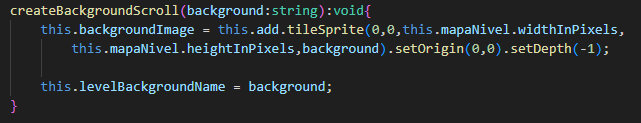 createBackgroundScroll(background:string):void{
this.backgroundImage = this.add.tileSprite(0,0,this.mapaNivel.widthInPixels,
this.mapaNivel.heightInPixels,background).setOrigin(0,0).setDepth(-1);
this.levelBackgroundName = background;
}